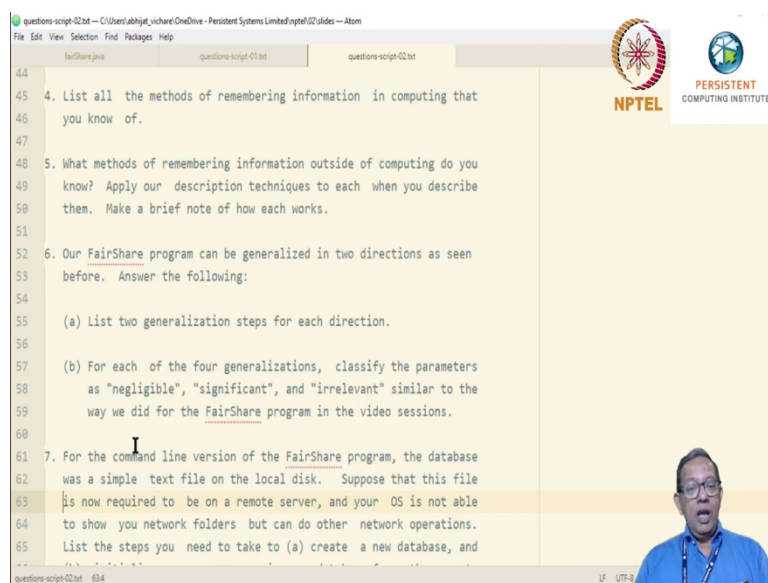 questions-script-02.txt — C:\Users\abhijat_vichare\OneDrive - Persistent Systems Limited\nptel\02\slides — Atom
File Edit View Selection Find Packages Help
fairShare.java questions-script-01.txt questions-script-02.txt
NPTEL
PERSISTENT
COMPUTING INSTITUTE
44
45 4. List all the methods of remembering information in computing that
46 you know of.
47
48 5. What methods of remembering information outside of computing do you
49 know? Apply our description techniques to each when you describe
50 them. Make a brief note of how each works.
51
52 6. Our FairShare program can be generalized in two directions as seen
53 before. Answer the following:
54
55 (a) List two generalization steps for each direction.
56
57 (b) For each of the four generalizations, classify the parameters
58 as "negligible", "significant", and "irrelevant" similar to the
59 way we did for the FairShare program in the video sessions.
60
61 7. For the command line version of the FairShare program, the database
62 was a simple text file on the local disk. Suppose that this file
63 is now required to be on a remote server, and your OS is not able
64 to show you network folders but can do other network operations.
65 List the steps you need to take to (a) create a new database, and
questions-script-02.txt 63:4 LF UTF-8